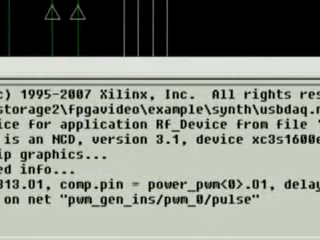 c) 1995-2007 Xilinx, Inc. All rights res
storage2\fpgavideo\example\synth\usbdaq.n
ice for application Rf_Device from file "
is an NCD, version 3.1, device xc3s1600e
ip graphics...
ed info...
313.01, comp.pin = power_pwm<0>.O1, delay
on net "pwm_gen_ins/pwm_0/pulse"